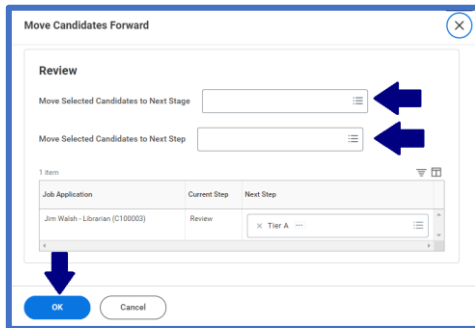 Move Candidates Forward
Review
Move Selected Candidates to Next Stage
Move Selected Candidates to Next Step
1 item
Job Application Current Step Next Step
Jim Walsh - Librarian (C100003) Review × Tier A ···
OK Cancel